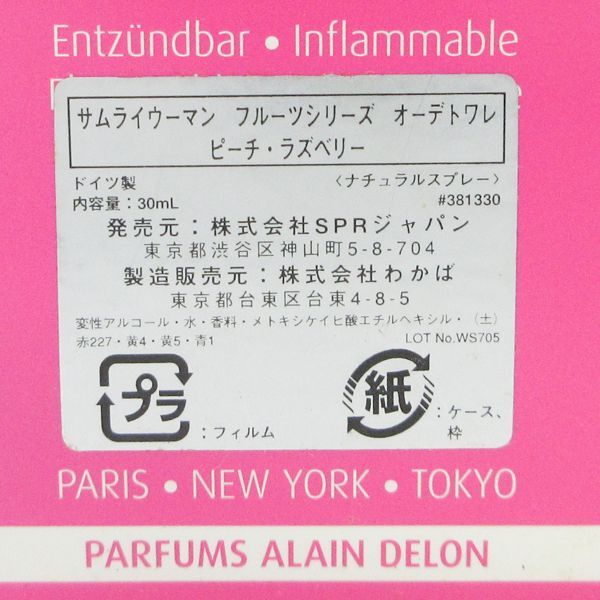 Entzündbar • Inflammable
サムライウーマン フルーツシリーズ オーデトワレ
ピーチ・ラズベリー
ドイツ製 〈ナチュラルスプレー〉
内容量：30mL #381330
発売元：株式会社SPRジャパン
東京都渋谷区神山町5-8-704
製造販売元：株式会社わかば
東京都台東区台東4-8-5
変性アルコール・水・香料・メトキシケイヒ酸エチルヘキシル・(±)
赤227・黄4・黄5・青1 LOT No.WS705
プラ ：フィルム
紙 ：ケース、
枠
PARIS • NEW YORK • TOKYO
PARFUMS ALAIN DELON